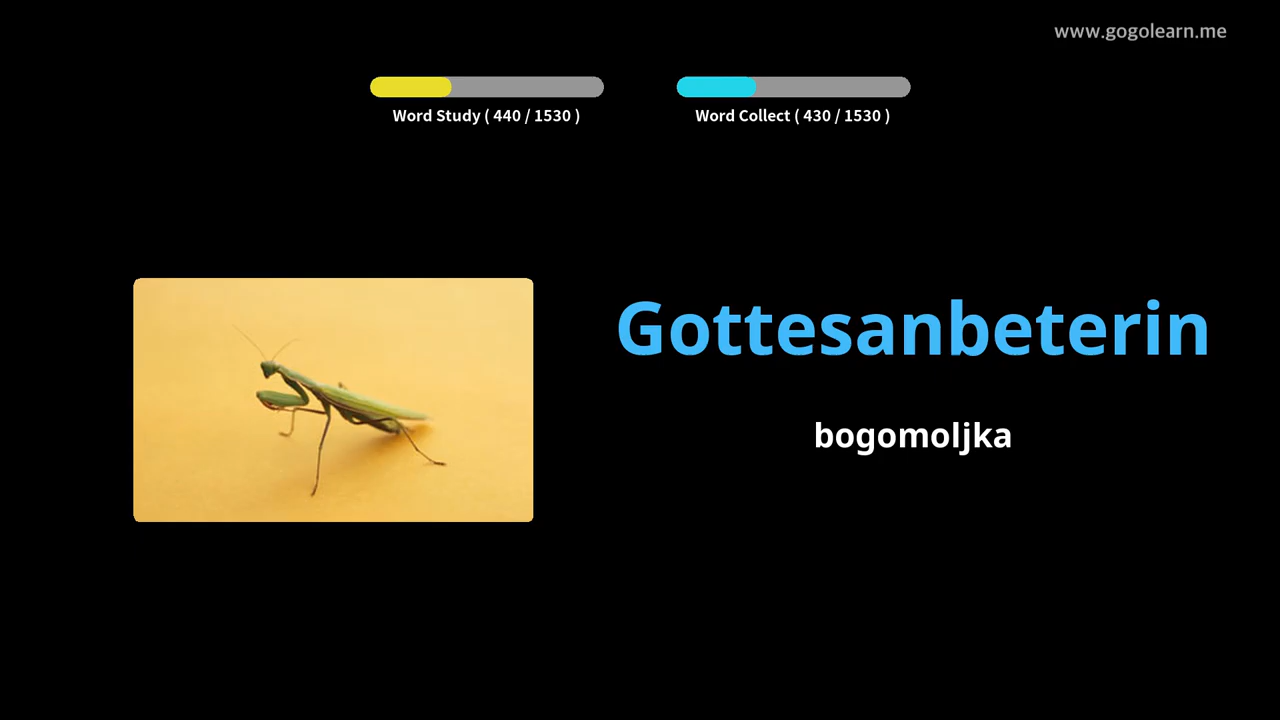 www.gogolearn.me
Word Study ( 440 / 1530 )
Word Collect ( 430 / 1530 )
Gottesanbeterin
bogomoljka